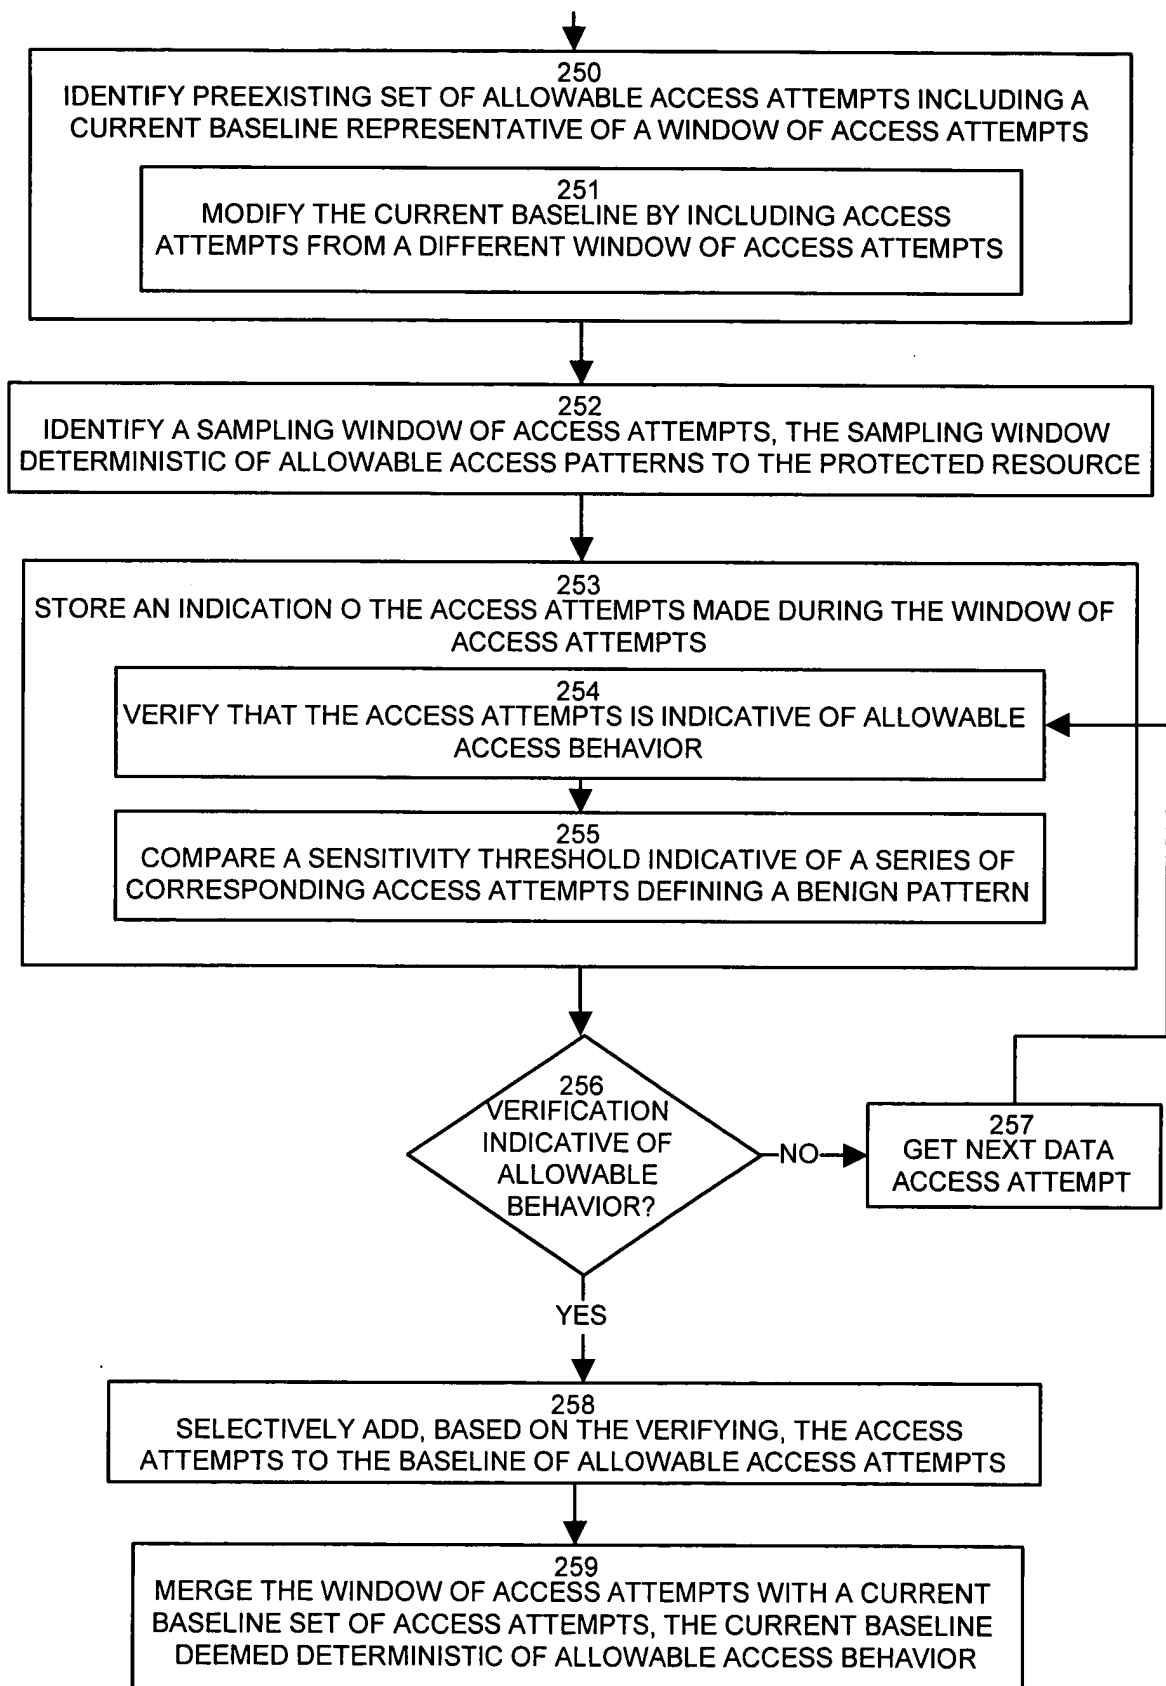 250
IDENTIFY PREEXISTING SET OF ALLOWABLE ACCESS ATTEMPTS INCLUDING A
CURRENT BASELINE REPRESENTATIVE OF A WINDOW OF ACCESS ATTEMPTS
251
MODIFY THE CURRENT BASELINE BY INCLUDING ACCESS
ATTEMPTS FROM A DIFFERENT WINDOW OF ACCESS ATTEMPTS
252
IDENTIFY A SAMPLING WINDOW OF ACCESS ATTEMPTS, THE SAMPLING WINDOW
DETERMINISTIC OF ALLOWABLE ACCESS PATTERNS TO THE PROTECTED RESOURCE
253
STORE AN INDICATION O THE ACCESS ATTEMPTS MADE DURING THE WINDOW OF
ACCESS ATTEMPTS
254
VERIFY THAT THE ACCESS ATTEMPTS IS INDICATIVE OF ALLOWABLE
ACCESS BEHAVIOR
255
COMPARE A SENSITIVITY THRESHOLD INDICATIVE OF A SERIES OF
CORRESPONDING ACCESS ATTEMPTS DEFINING A BENIGN PATTERN
256
VERIFICATION
INDICATIVE OF
ALLOWABLE
BEHAVIOR?
NO
257
GET NEXT DATA
ACCESS ATTEMPT
YES
258
SELECTIVELY ADD, BASED ON THE VERIFYING, THE ACCESS
ATTEMPTS TO THE BASELINE OF ALLOWABLE ACCESS ATTEMPTS
259
MERGE THE WINDOW OF ACCESS ATTEMPTS WITH A CURRENT
BASELINE SET OF ACCESS ATTEMPTS, THE CURRENT BASELINE
DEEMED DETERMINISTIC OF ALLOWABLE ACCESS BEHAVIOR